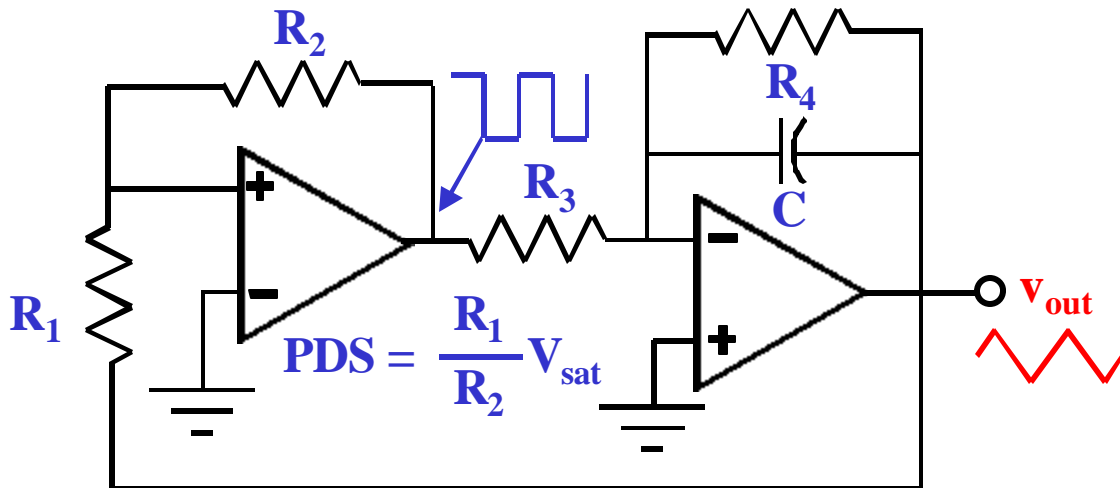 R2
R4
R3
C
+
−
R1
−
+
PDS = R1/R2 Vsat
vout